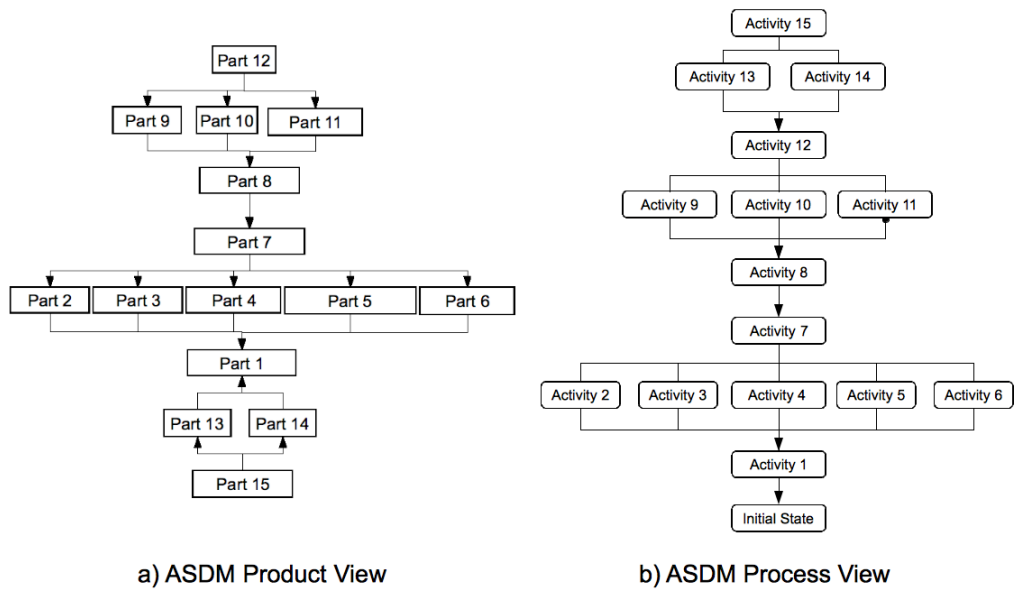 Part 12
Part 9
Part 10
Part 11
Part 8
Part 7
Part 2
Part 3
Part 4
Part 5
Part 6
Part 1
Part 13
Part 14
Part 15
a) ASDM Product View
Activity 15
Activity 13
Activity 14
Activity 12
Activity 9
Activity 10
Activity 11
Activity 8
Activity 7
Activity 2
Activity 3
Activity 4
Activity 5
Activity 6
Activity 1
Initial State
b) ASDM Process View